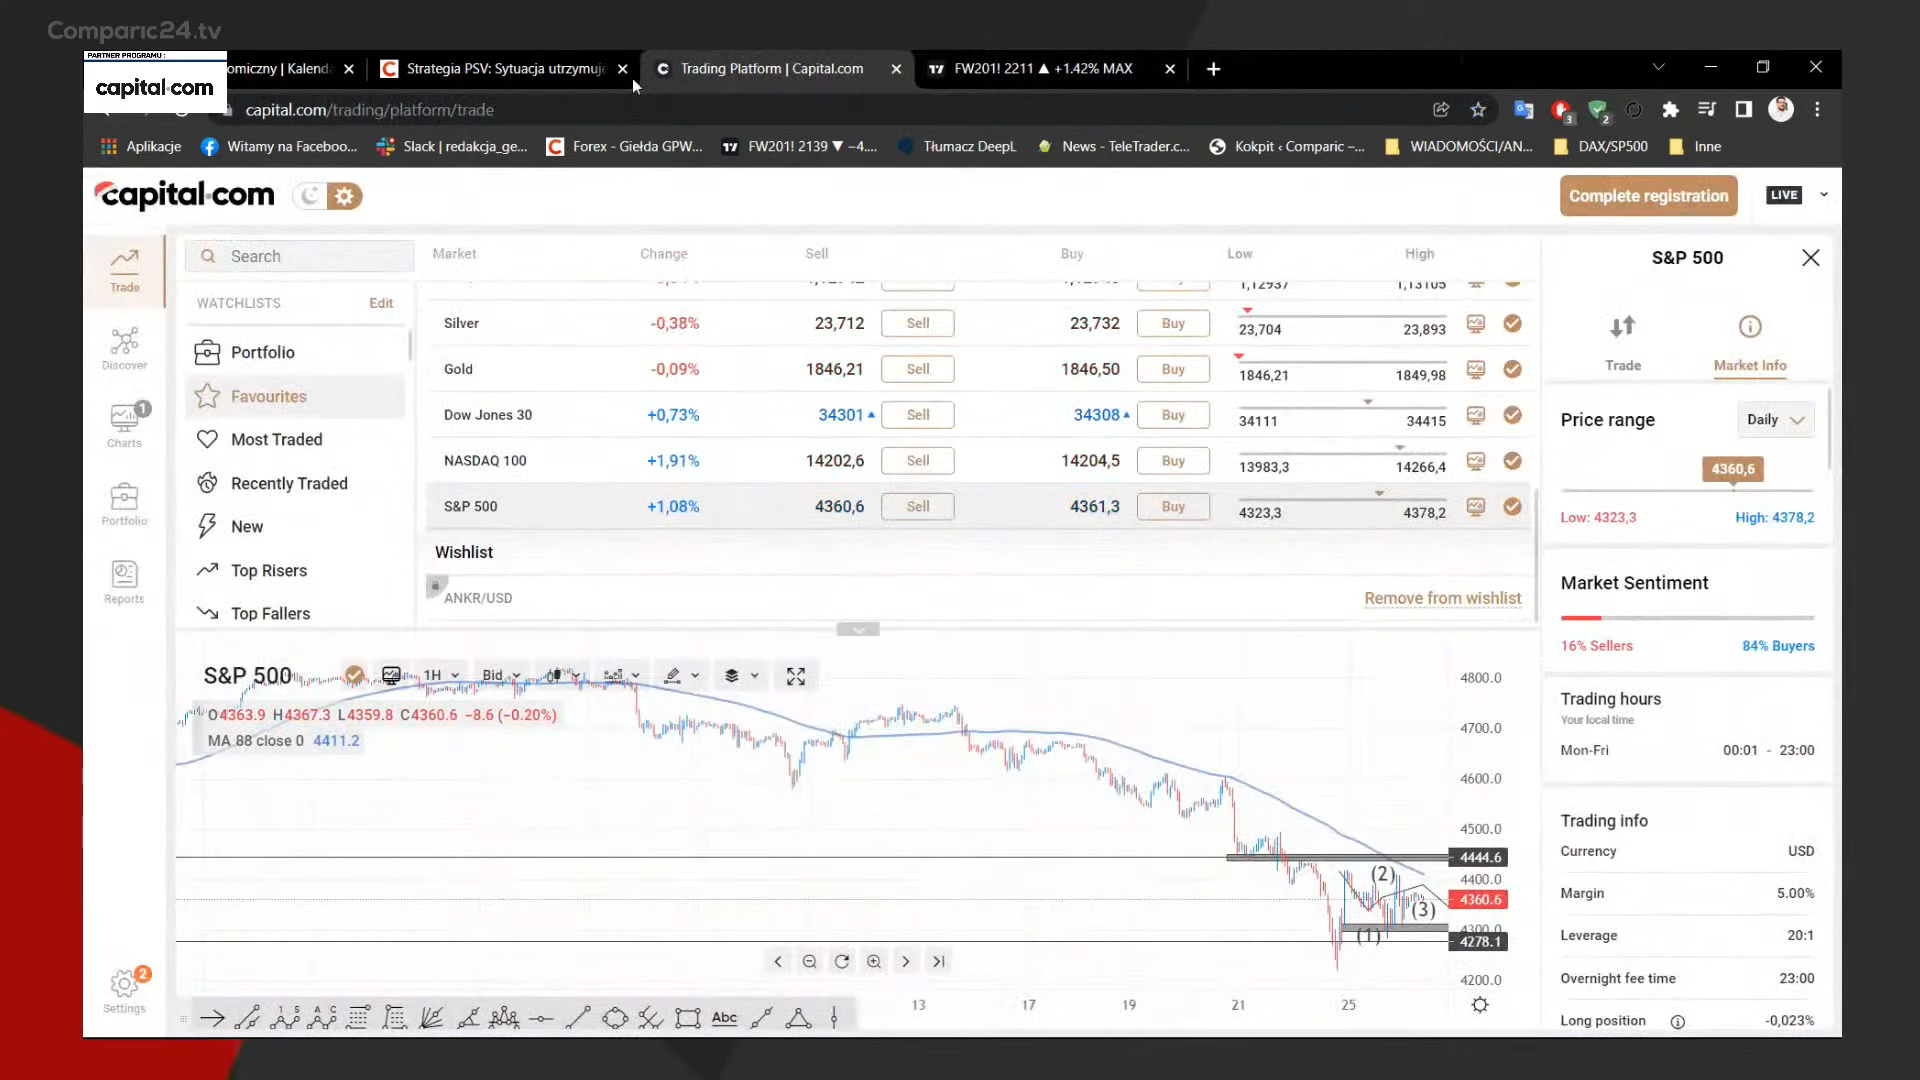 Comparic24.tv
PARTNER PROGRAMU :
capital.com
omiczny | Kalenda
Strategia PSV: Sytuacja utrzymuje
Trading Platform | Capital.com
FW201! 2211 ▲ +1.42% MAX
capital.com/trading/platform/trade
3
2
Aplikacje
Witamy na Faceboo...
Slack | redakcja_ge...
Forex - Giełda GPW...
FW201! 2139 ▼ −4....
Tłumacz DeepL
News - TeleTrader.c...
Kokpit ‹ Comparic –...
WIADOMOŚCI/AN...
DAX/SP500
Inne
capital.com
Complete registration
LIVE
Trade
Discover
1
Charts
Portfolio
Reports
2
Settings
Search
WATCHLISTS Edit
Portfolio
Favourites
Most Traded
Recently Traded
New
Top Risers
Top Fallers
Market Change Sell Buy Low High
1,12937 1,13105
Silver -0,38% 23,712 Sell 23,732 Buy 23,704 23,893
Gold -0,09% 1846,21 Sell 1846,50 Buy 1846,21 1849,98
Dow Jones 30 +0,73% 34301 Sell 34308 Buy 34111 34415
NASDAQ 100 +1,91% 14202,6 Sell 14204,5 Buy 13983,3 14266,4
S&P 500 +1,08% 4360,6 Sell 4361,3 Buy 4323,3 4378,2
Wishlist
ANKR/USD Remove from wishlist
S&P 500 1H Bid
O4363.9 H4367.3 L4359.8 C4360.6 −8.6 (−0.20%)
MA 88 close 0 4411.2
4800.0
4700.0
4600.0
4500.0
4444.6
4400.0
4360.6
4300.0
4278.1
4200.0
(2)
(3)
(1)
13 17 19 21 25
Abc
S&P 500
Trade Market Info
Price range Daily
4360,6
Low: 4323,3 High: 4378,2
Market Sentiment
16% Sellers 84% Buyers
Trading hours
Your local time
Mon-Fri 00:01 - 23:00
Trading info
Currency USD
Margin 5.00%
Leverage 20:1
Overnight fee time 23:00
Long position -0,023%